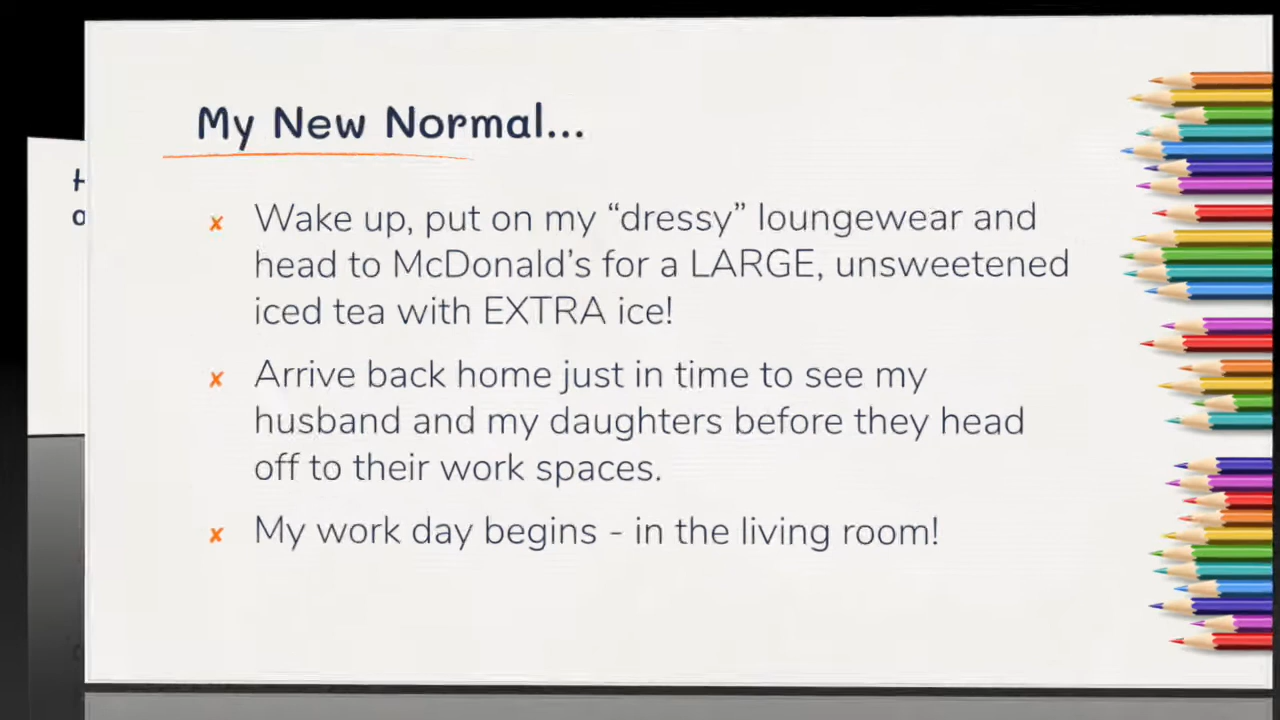 My New Normal...
Wake up, put on my “dressy” loungewear and
head to McDonald’s for a LARGE, unsweetened
iced tea with EXTRA ice!
Arrive back home just in time to see my
husband and my daughters before they head
off to their work spaces.
My work day begins - in the living room!